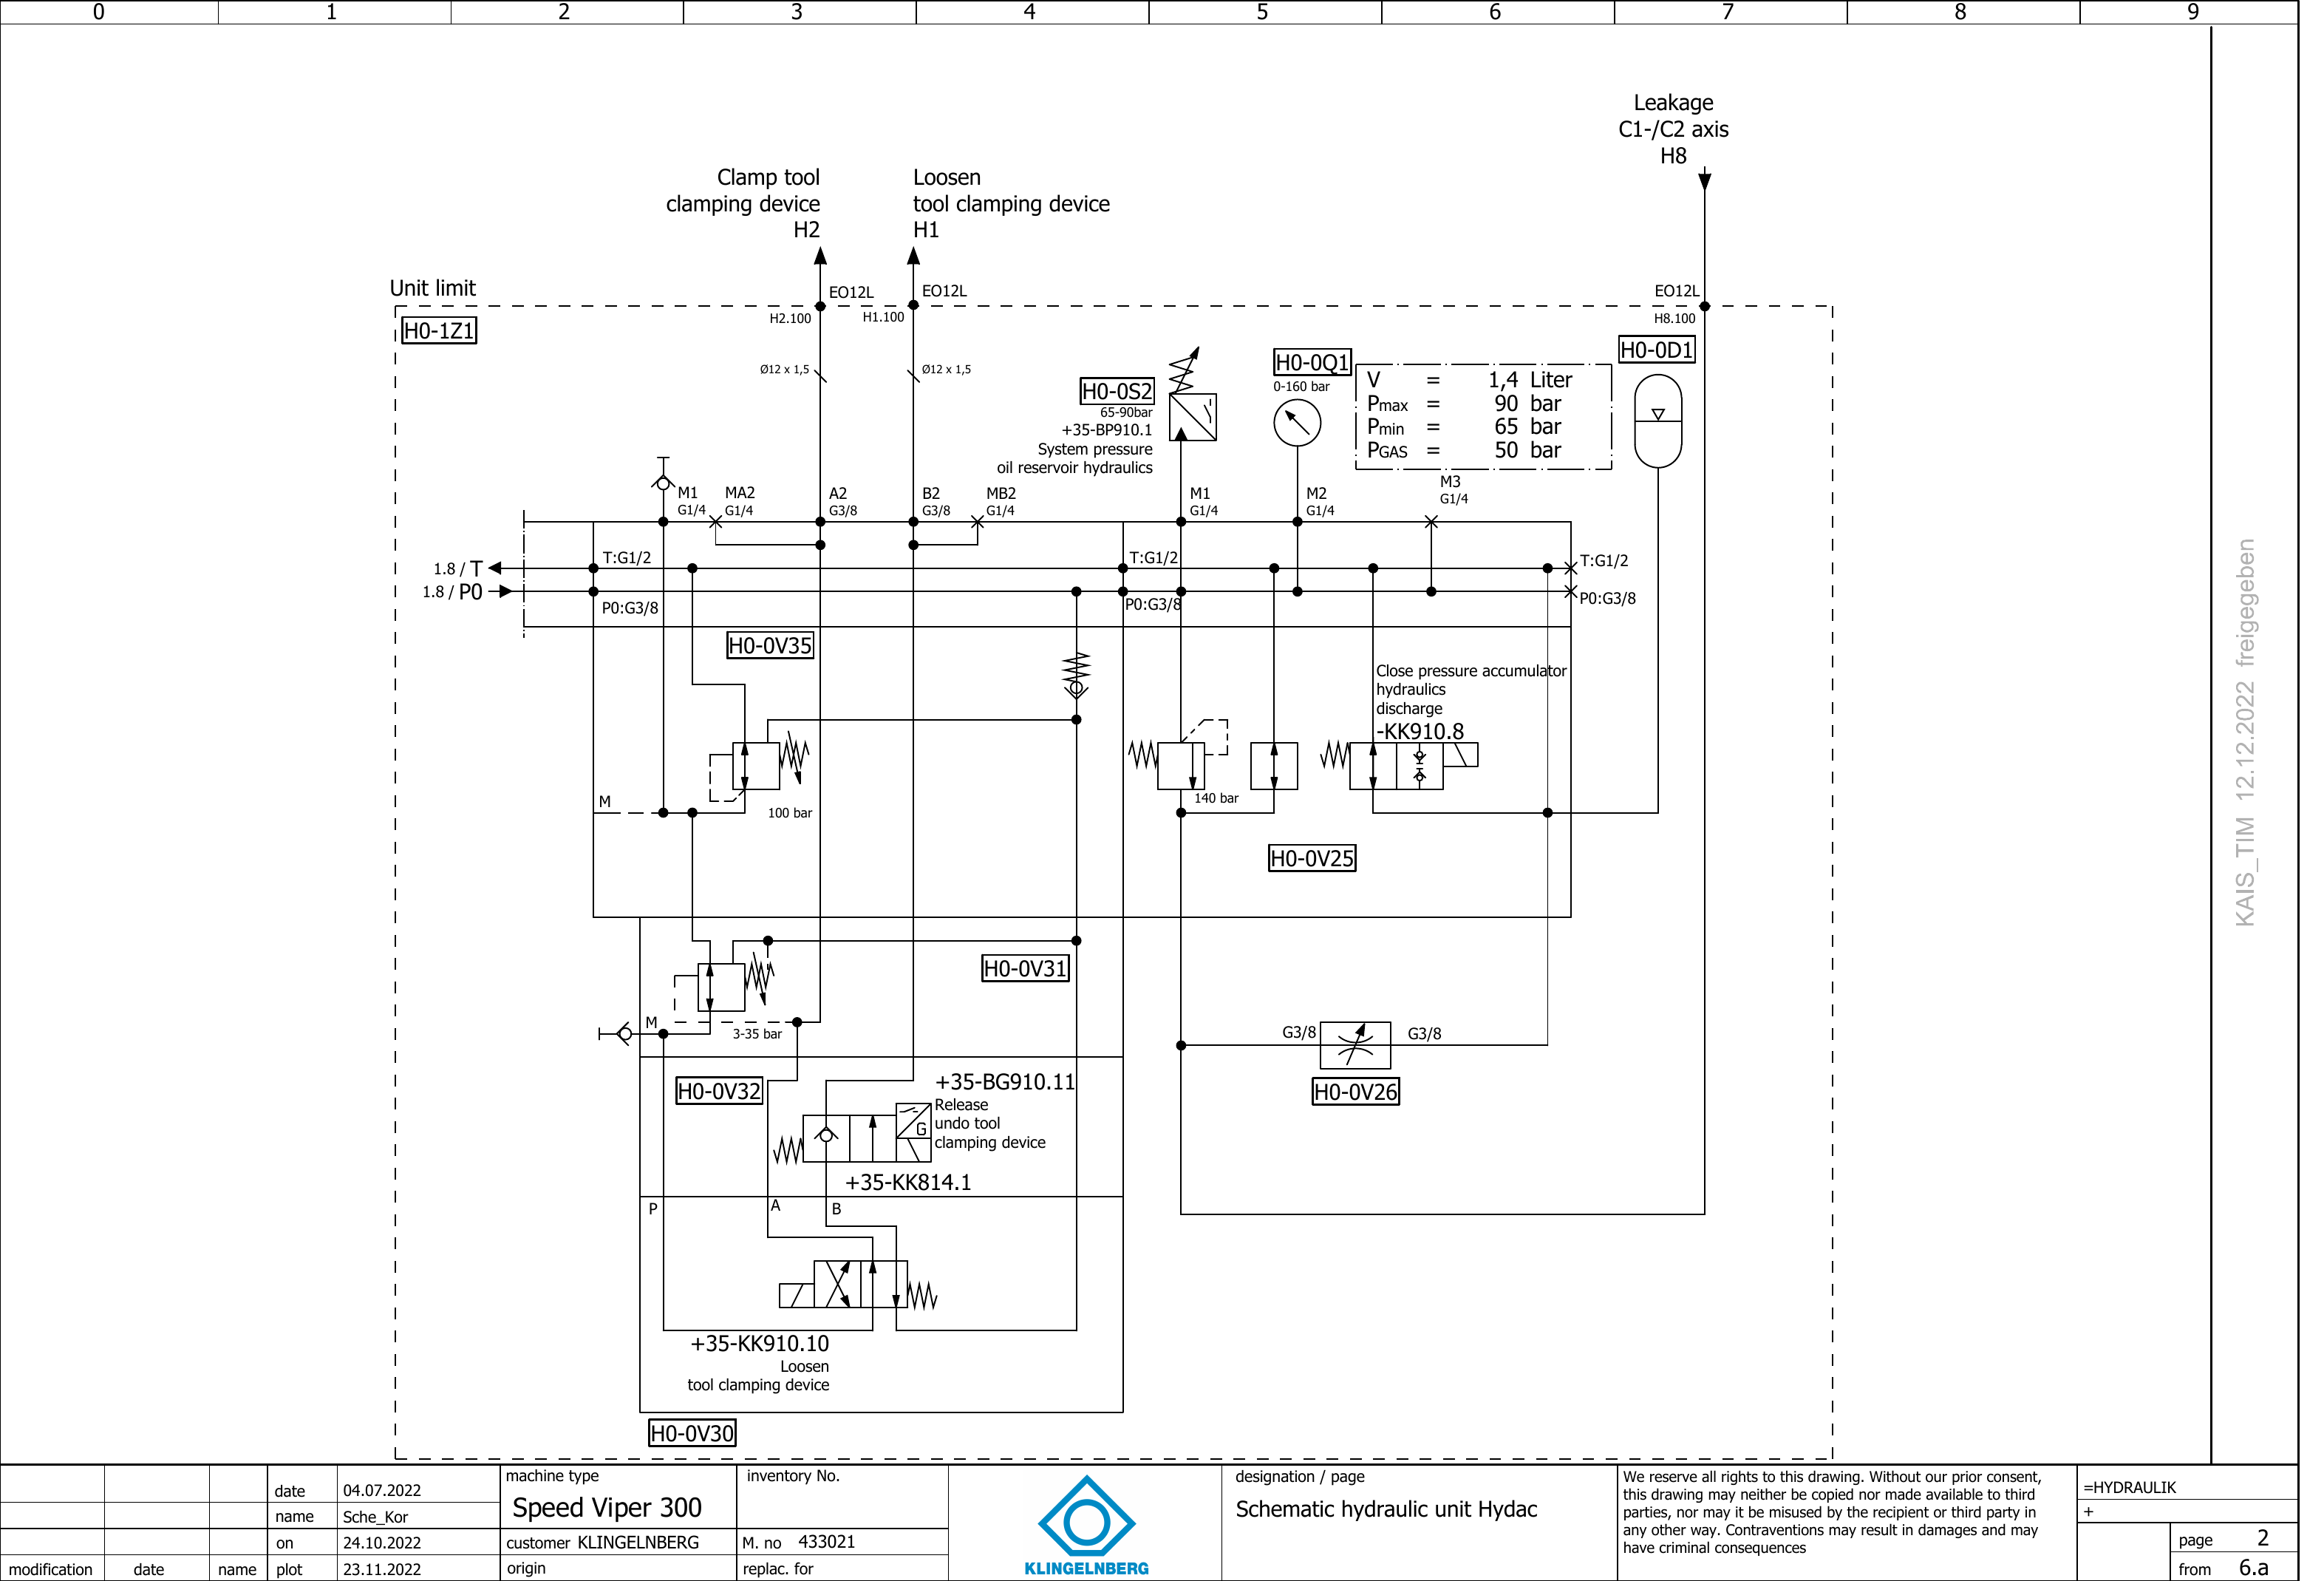 0 1 2 3 4 5 6 7 8 9
Leakage
C1-/C2 axis
H8
Clamp tool
clamping device
H2
Loosen
tool clamping device
H1
Unit limit
EO12L
EO12L
EO12L
H0-1Z1
H2.100
H1.100
H8.100
Ø12 x 1,5
Ø12 x 1,5
H0-0S2
65-90bar
+35-BP910.1
System pressure
oil reservoir hydraulics
H0-0Q1
0-160 bar
V = 1,4 Liter
Pmax = 90 bar
Pmin = 65 bar
PGAS = 50 bar
H0-0D1
M1
G1/4
MA2
G1/4
A2
G3/8
B2
G3/8
MB2
G1/4
M1
G1/4
M2
G1/4
M3
G1/4
1.8 / T
T:G1/2
T:G1/2
T:G1/2
1.8 / P0
P0:G3/8
P0:G3/8
P0:G3/8
H0-0V35
Close pressure accumulator
hydraulics
discharge
-KK910.8
M
100 bar
140 bar
H0-0V25
H0-0V31
M
3-35 bar
G3/8
G3/8
H0-0V26
H0-0V32
+35-BG910.11
Release
undo tool
clamping device
G
+35-KK814.1
P
A
B
+35-KK910.10
Loosen
tool clamping device
H0-0V30
KAIS_TIM 12.12.2022 freigegeben
modification date name
date 04.07.2022
name Sche_Kor
on 24.10.2022
plot 23.11.2022
machine type
Speed Viper 300
customer KLINGELNBERG
origin
inventory No.
M. no 433021
replac. for
KLINGELNBERG
designation / page
Schematic hydraulic unit Hydac
We reserve all rights to this drawing. Without our prior consent,
this drawing may neither be copied nor made available to third
parties, nor may it be misused by the recipient or third party in
any other way. Contraventions may result in damages and may
have criminal consequences
=HYDRAULIK
+
page 2
from 6.a